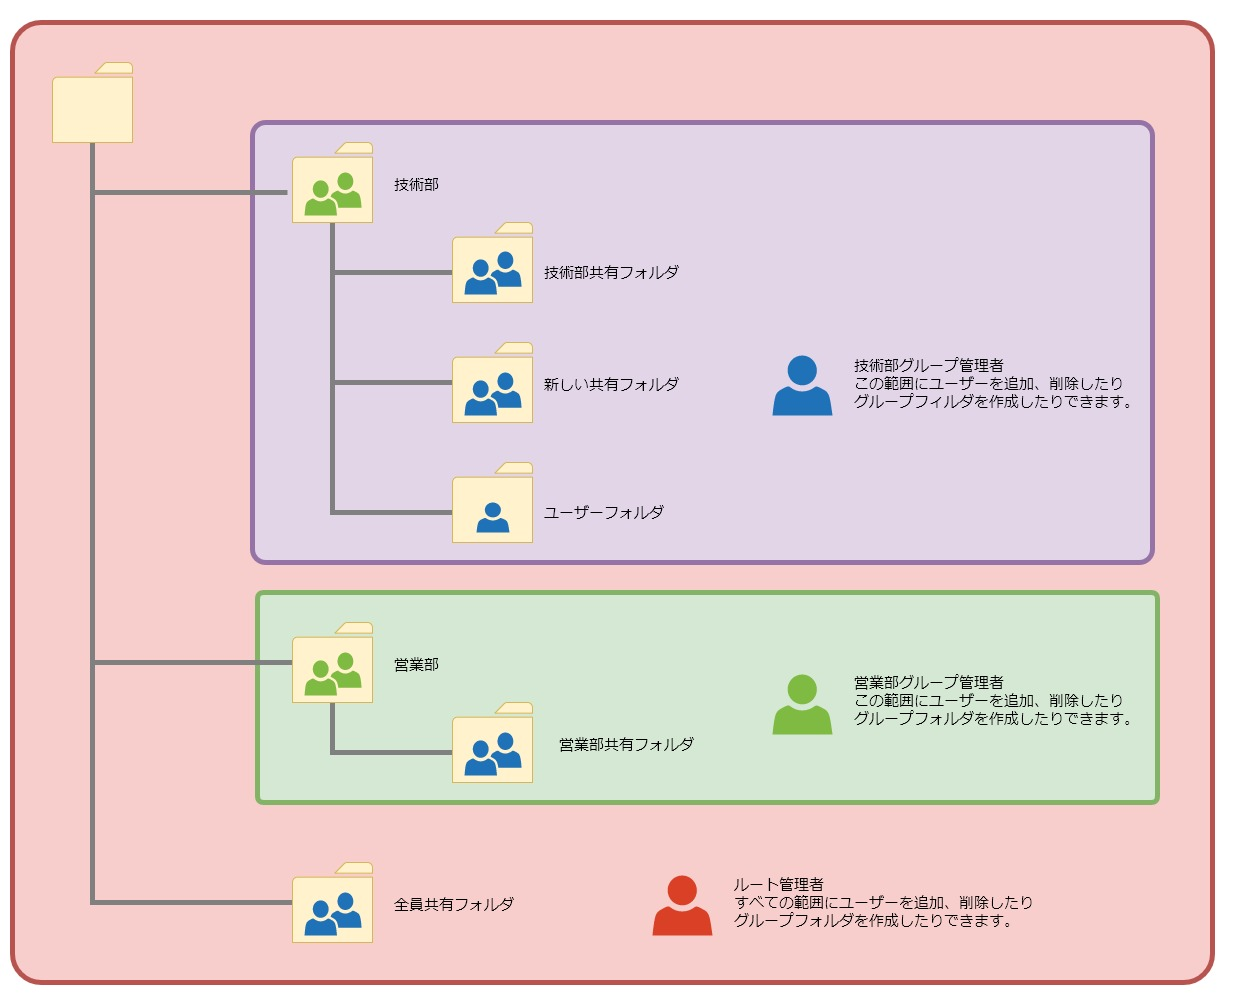 技術部
技術部共有フォルダ
新しい共有フォルダ
技術部グループ管理者
この範囲にユーザーを追加、削除したり
グループフィルダを作成したりできます。
ユーザーフォルダ
営業部
営業部共有フォルダ
営業部グループ管理者
この範囲にユーザーを追加、削除したり
グループフォルダを作成したりできます。
全員共有フォルダ
ルート管理者
すべての範囲にユーザーを追加、削除したり
グループフォルダを作成したりできます。